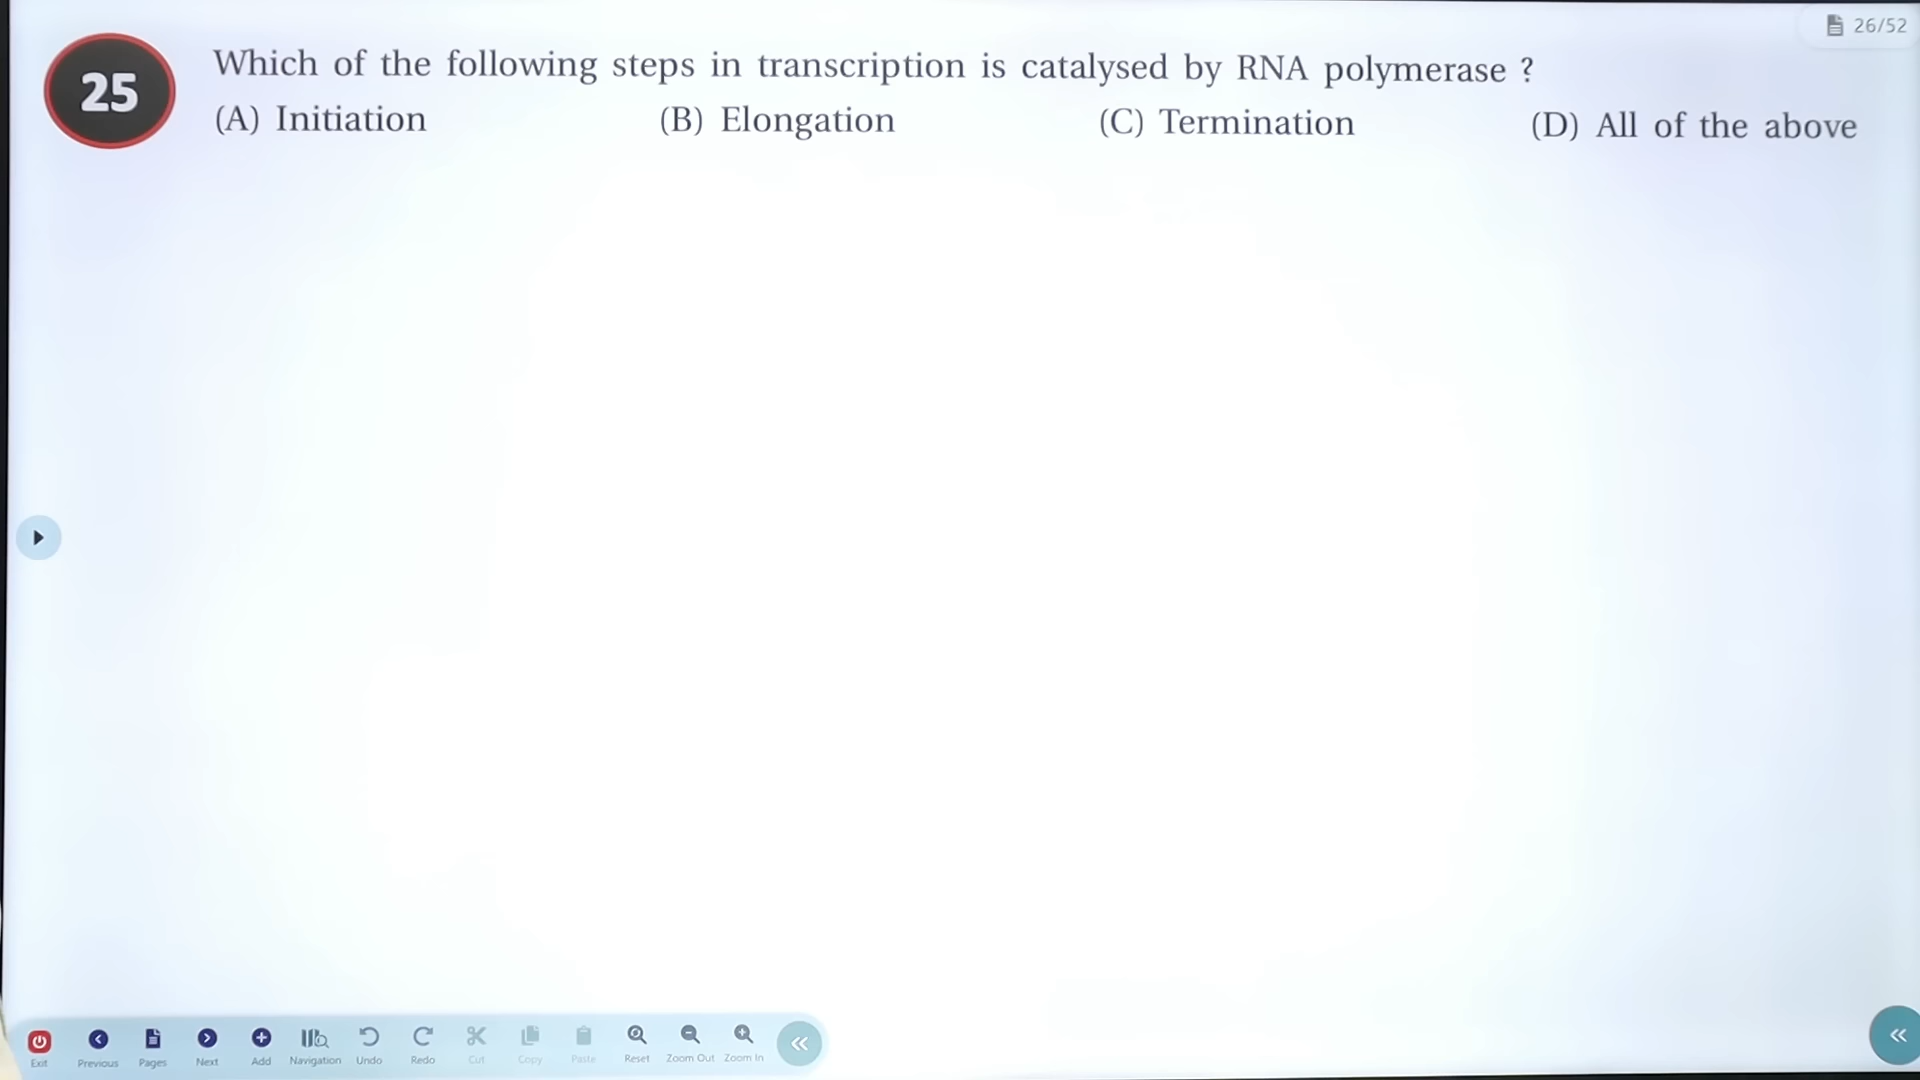 26/52
25
Which of the following steps in transcription is catalysed by RNA polymerase ?
(A) Initiation (B) Elongation (C) Termination (D) All of the above
Exit Previous Pages Next Add Navigation Undo Redo Cut Copy Paste Reset Zoom Out Zoom In